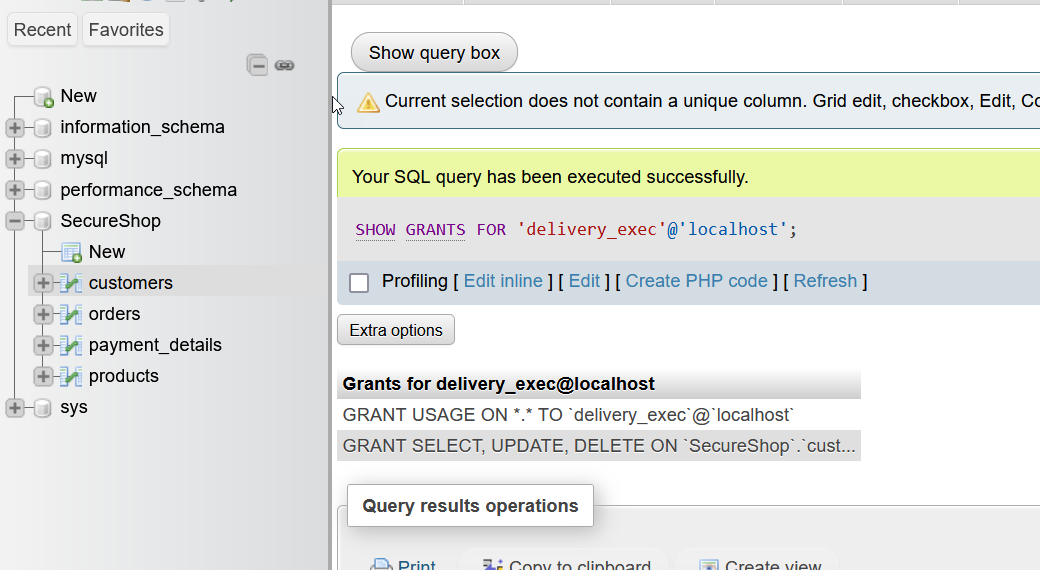 Recent Favorites
New
information_schema
mysql
performance_schema
SecureShop
New
customers
orders
payment_details
products
sys
Show query box
Current selection does not contain a unique column. Grid edit, checkbox, Edit, Co
Your SQL query has been executed successfully.
SHOW GRANTS FOR 'delivery_exec'@'localhost';
Profiling [ Edit inline ] [ Edit ] [ Create PHP code ] [ Refresh ]
Extra options
Grants for delivery_exec@localhost
GRANT USAGE ON *.* TO `delivery_exec`@`localhost`
GRANT SELECT, UPDATE, DELETE ON `SecureShop`.`cust...
Query results operations
Print Copy to clipboard Create view